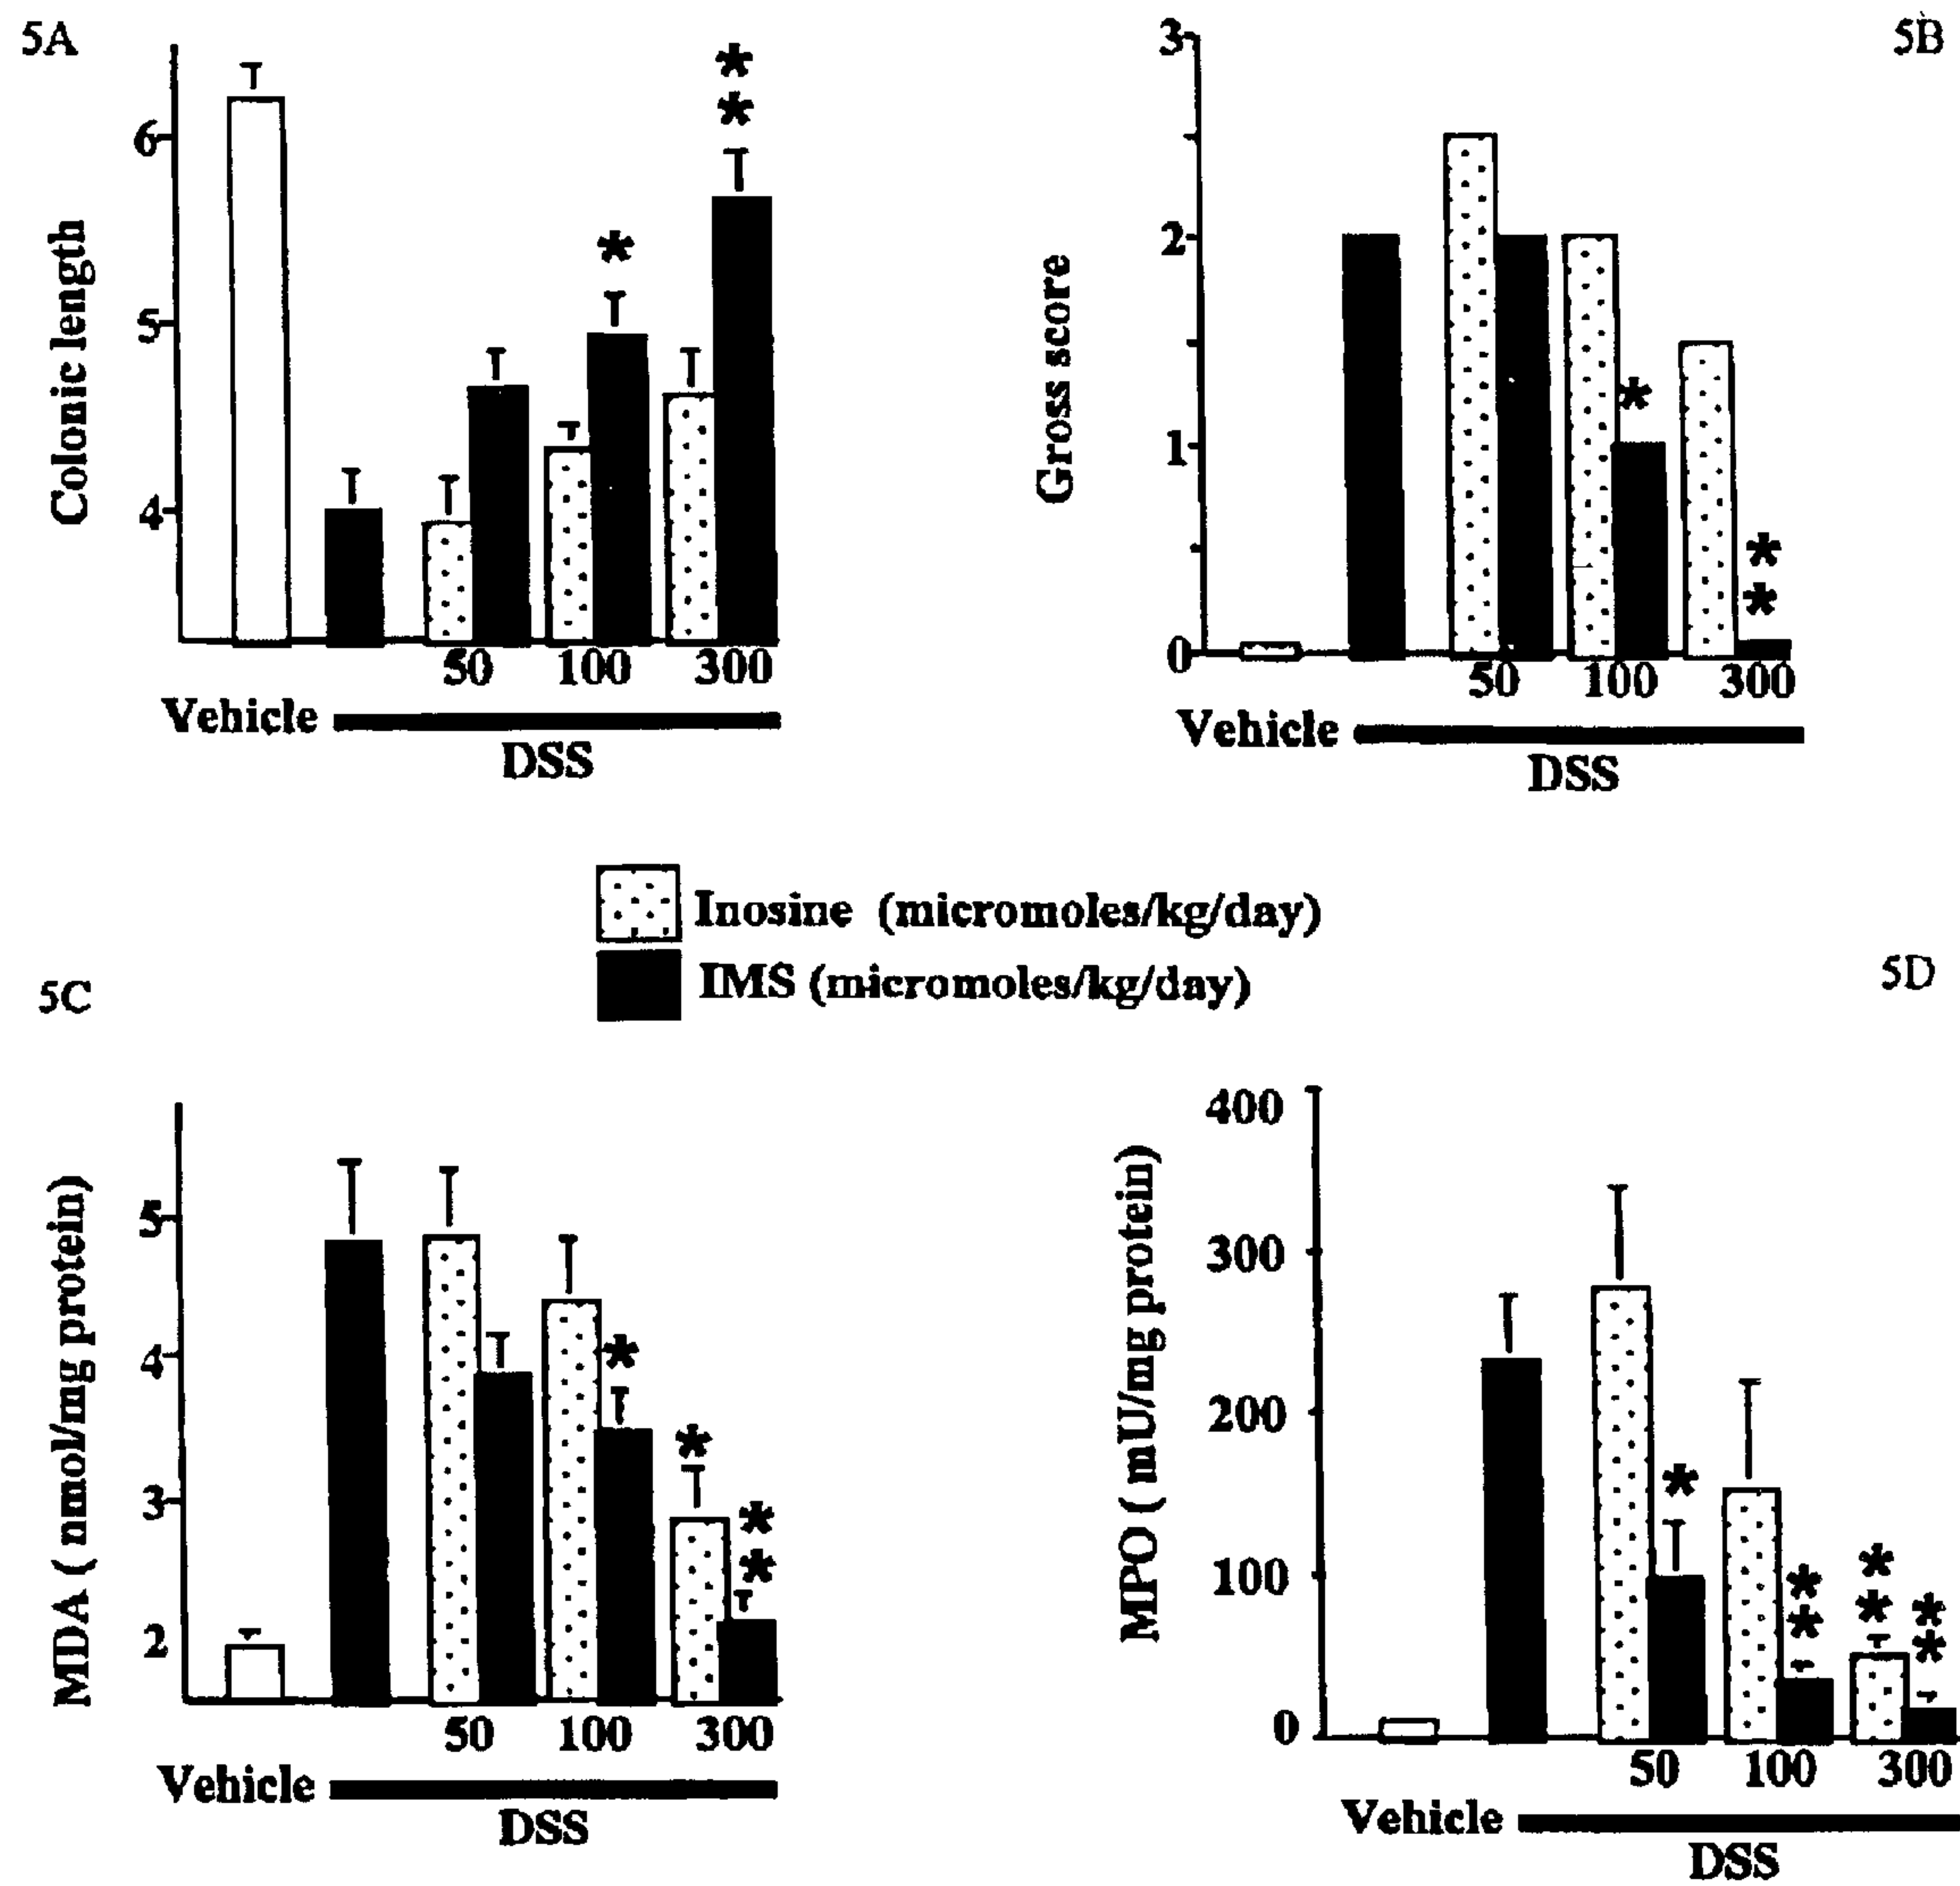 5A
Colonic length
6
5
4
*
*
*
50 100 300
Vehicle
DSS
5B
Gross score
3
2
1
0
*
*
*
50 100 300
Vehicle
DSS
Inosine (micromoles/kg/day)
IMS (micromoles/kg/day)
5C
MDA ( nmol/mg protein)
5
4
3
2
*
*
*
*
50 100 300
Vehicle
DSS
5D
MPO ( mU/mg protein)
400
300
200
100
0
*
*
*
*
*
*
*
50 100 300
Vehicle
DSS